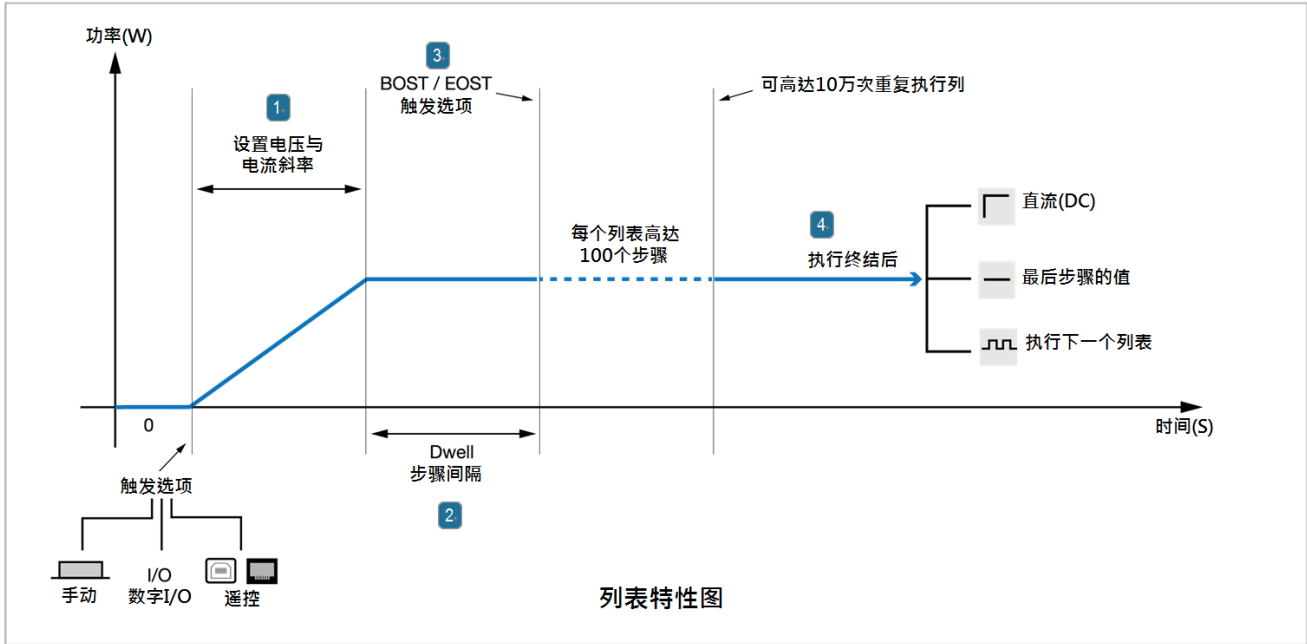 功率(W)
3
BOST / EOST
触发选项
可高达10万次重复执行列
1
设置电压与
电流斜率
直流(DC)
4
每个列表高达
100个步骤
执行终结后
最后步骤的值
执行下一个列表
0
时间(S)
Dwell
步骤间隔
触发选项
2
I/O
手动
数字I/O
遥控
列表特性图